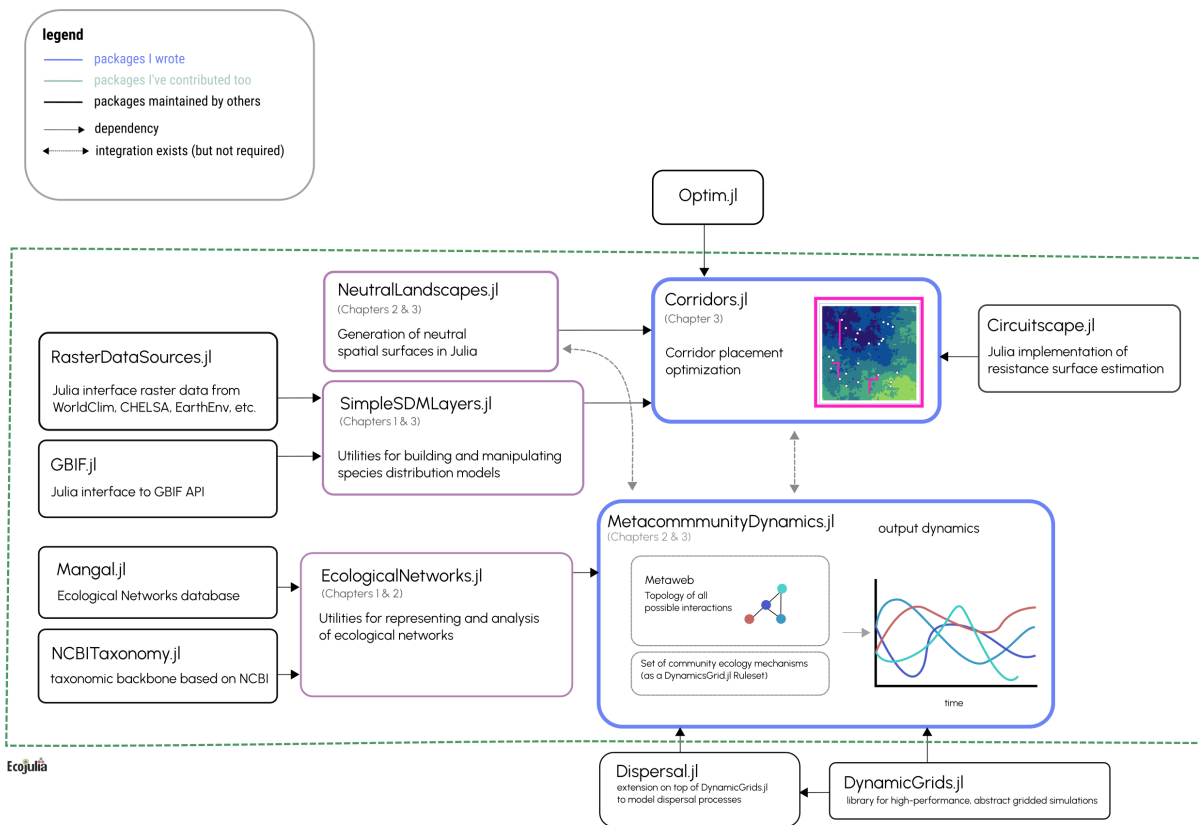 legend
packages I wrote
packages I've contributed too
packages maintained by others
dependency
integration exists (but not required)
Optim.jl
NeutralLandscapes.jl
(Chapters 2 & 3)
Generation of neutral
spatial surfaces in Julia
Corridors.jl
(Chapter 3)
Corridor placement
optimization
Circuitscape.jl
Julia implementation of
resistance surface estimation
RasterDataSources.jl
Julia interface raster data from
WorldClim, CHELSA, EarthEnv, etc.
SimpleSDMLayers.jl
(Chapters 1 & 3)
Utilities for building and manipulating
species distribution models
GBIF.jl
Julia interface to GBIF API
MetacommmunityDynamics.jl
(Chapters 2 & 3)
output dynamics
Metaweb
Topology of all
possible interactions
Set of community ecology mechanisms
(as a DynamicsGrid.jl Ruleset)
time
Mangal.jl
Ecological Networks database
EcologicalNetworks.jl
(Chapters 1 & 2)
Utilities for representing and analysis
of ecological networks
NCBITaxonomy.jl
taxonomic backbone based on NCBI
EcoJulia
Dispersal.jl
extension on top of DynamicGrids.jl
to model dispersal processes
DynamicGrids.jl
library for high-performance, abstract gridded simulations